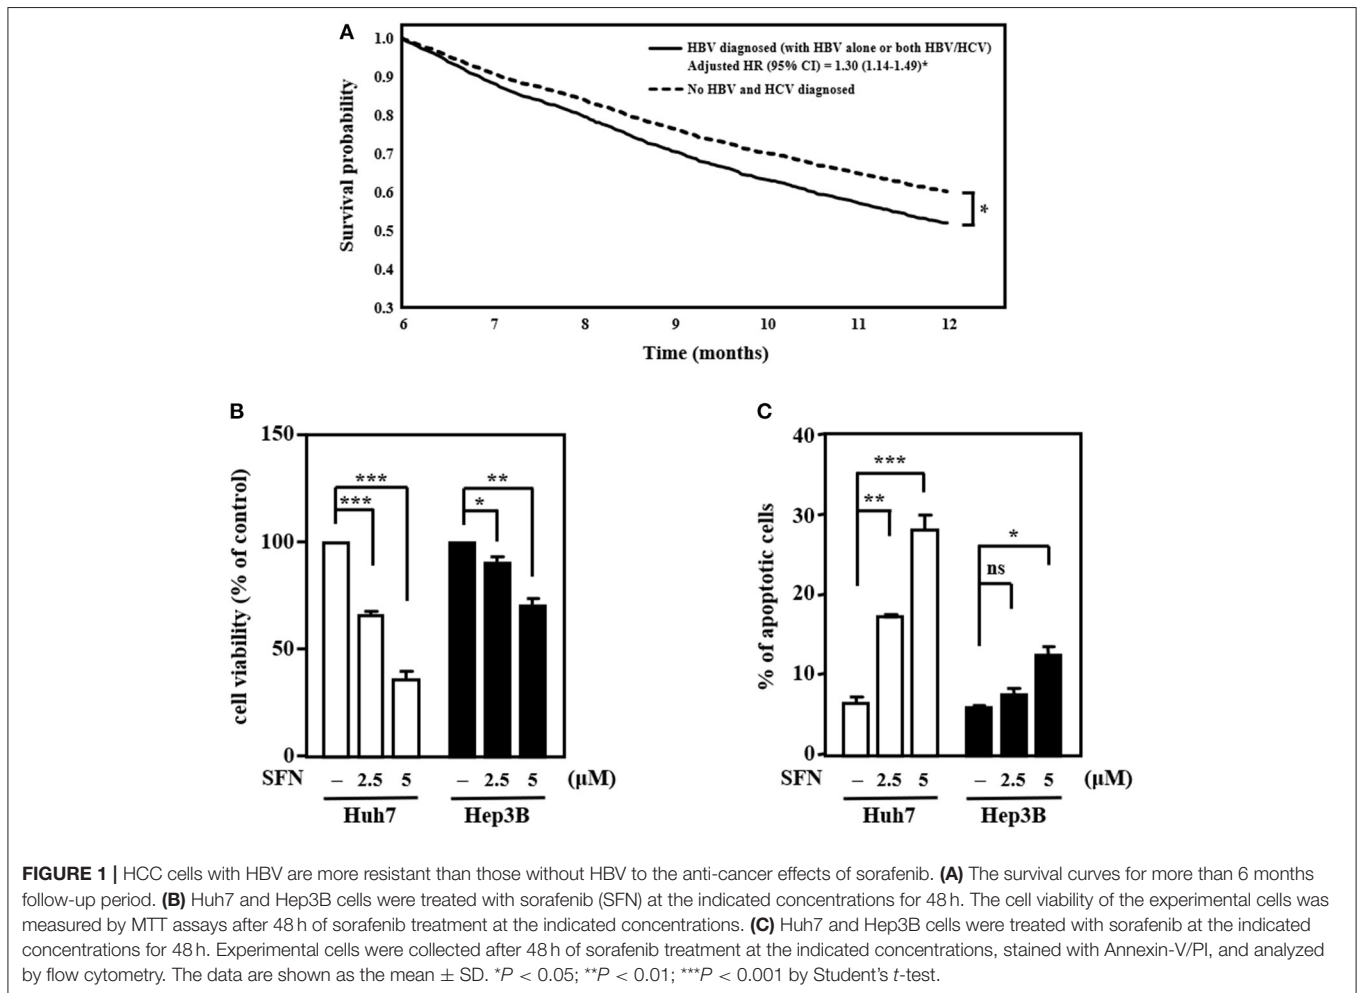 A
1.0
0.9
0.8
0.7
0.6
0.5
0.4
0.3
Survival probability
HBV diagnosed (with HBV alone or both HBV/HCV)
Adjusted HR (95% CI) = 1.30 (1.14-1.49)*
No HBV and HCV diagnosed
*
6 7 8 9 10 11 12
Time (months)
B
150
100
50
0
cell viability (% of control)
***
***
**
*
SFN – 2.5 5 – 2.5 5 (µM)
Huh7 Hep3B
C
40
30
20
10
0
% of apoptotic cells
***
**
*
ns
SFN – 2.5 5 – 2.5 5 (µM)
Huh7 Hep3B
FIGURE 1 | HCC cells with HBV are more resistant than those without HBV to the anti-cancer effects of sorafenib. (A) The survival curves for more than 6 months
follow-up period. (B) Huh7 and Hep3B cells were treated with sorafenib (SFN) at the indicated concentrations for 48 h. The cell viability of the experimental cells was
measured by MTT assays after 48 h of sorafenib treatment at the indicated concentrations. (C) Huh7 and Hep3B cells were treated with sorafenib at the indicated
concentrations for 48 h. Experimental cells were collected after 48 h of sorafenib treatment at the indicated concentrations, stained with Annexin-V/PI, and analyzed
by flow cytometry. The data are shown as the mean ± SD. *P < 0.05; **P < 0.01; ***P < 0.001 by Student's t-test.